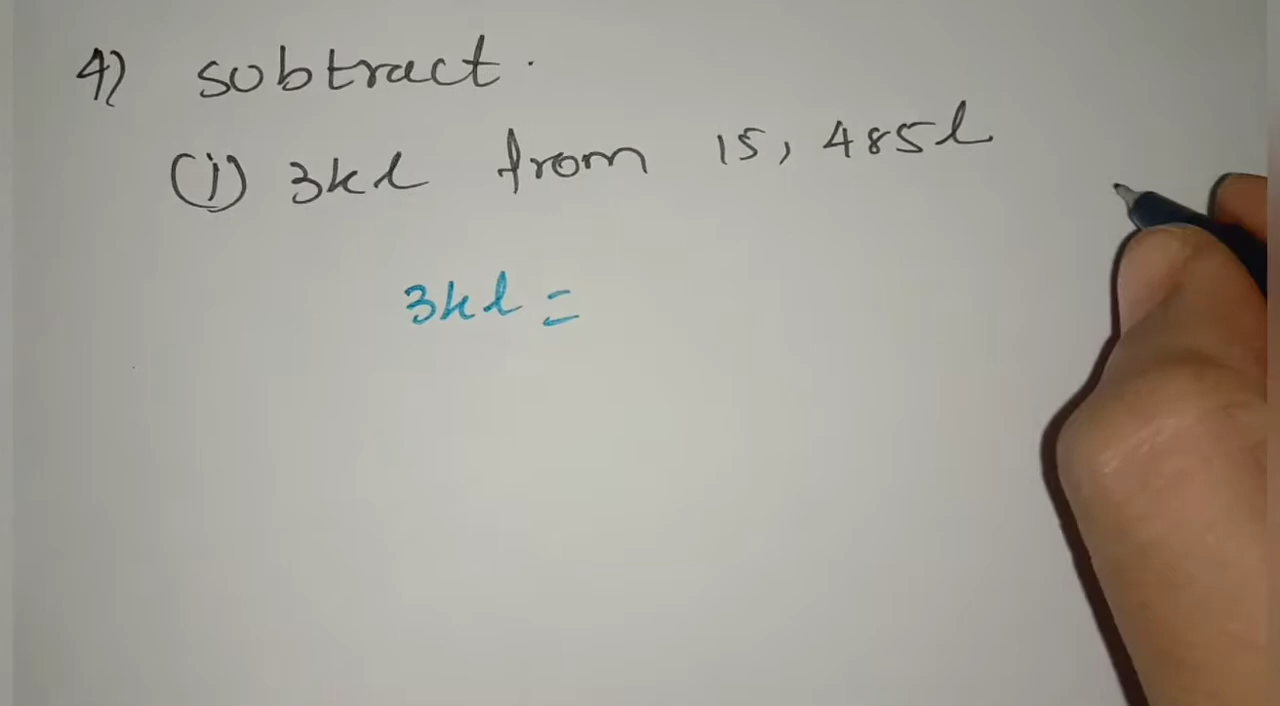 4) subtract.
(i) 3kl from 15,485l
3kl =